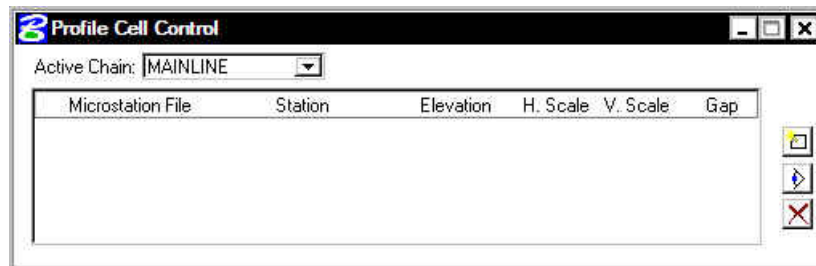 Profile Cell Control
Active Chain: MAINLINE
Microstation File Station Elevation H. Scale V. Scale Gap